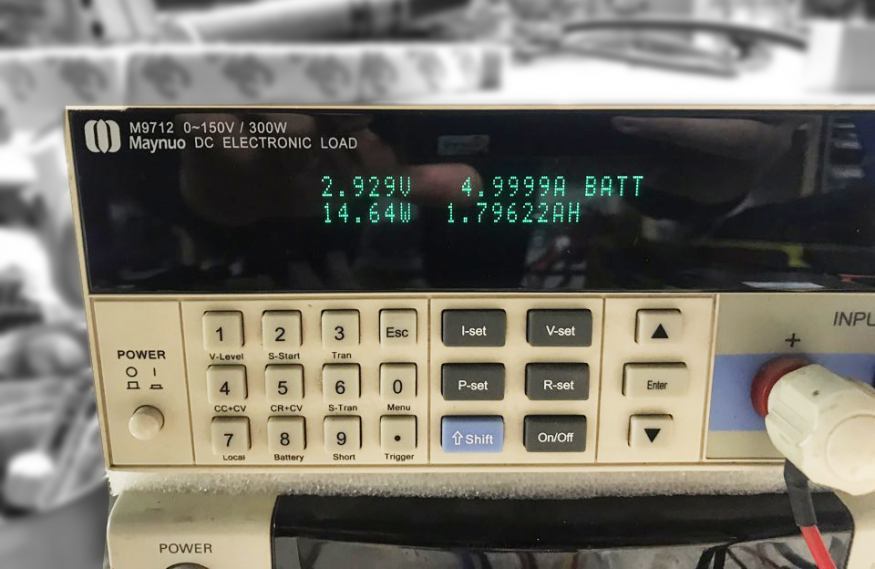 M9712 0~150V / 300W
Maynuo DC ELECTRONIC LOAD
2.929V 4.9999A BATT
14.64W 1.79622AH
POWER
1 2 3 Esc
V-Level S-Start Tran
4 5 6 0
CC+CV CR+CV S-Tran Menu
7 8 9 •
Local Battery Short Trigger
I-set V-set
P-set R-set
⇧Shift On/Off
▲
Enter
▼
INPU
+
POWER